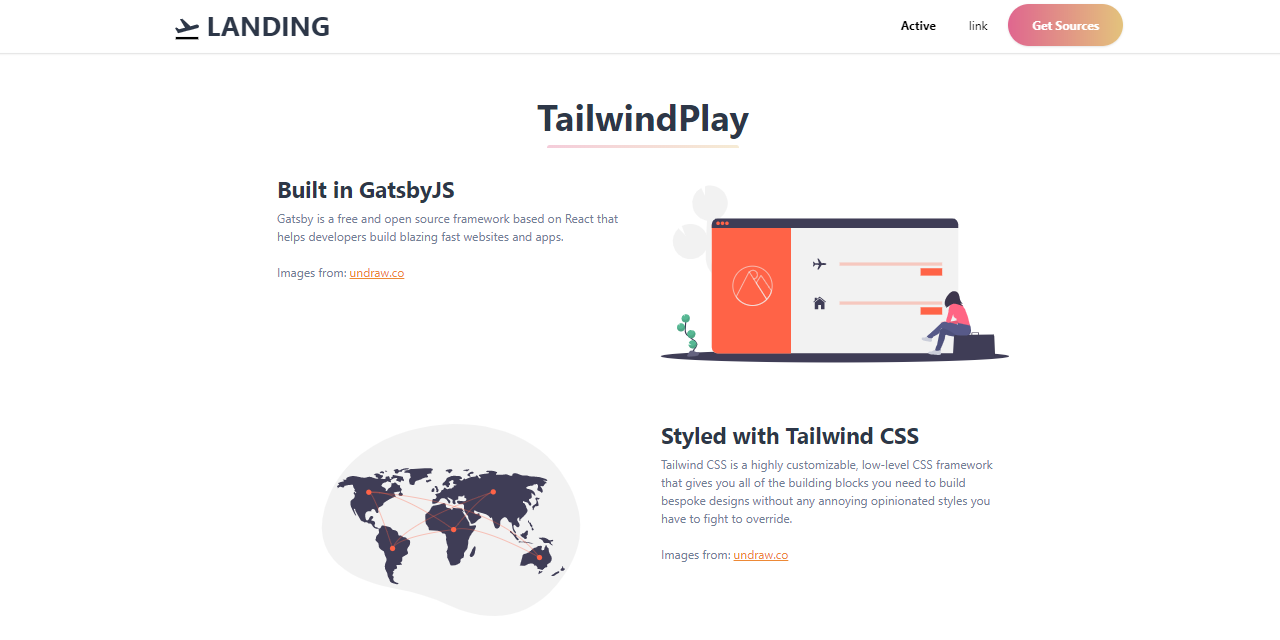 LANDING
Active
link
Get Sources
TailwindPlay
Built in GatsbyJS
Gatsby is a free and open source framework based on React that
helps developers build blazing fast websites and apps.
Images from: undraw.co
Styled with Tailwind CSS
Tailwind CSS is a highly customizable, low-level CSS framework
that gives you all of the building blocks you need to build
bespoke designs without any annoying opinionated styles you
have to fight to override.
Images from: undraw.co